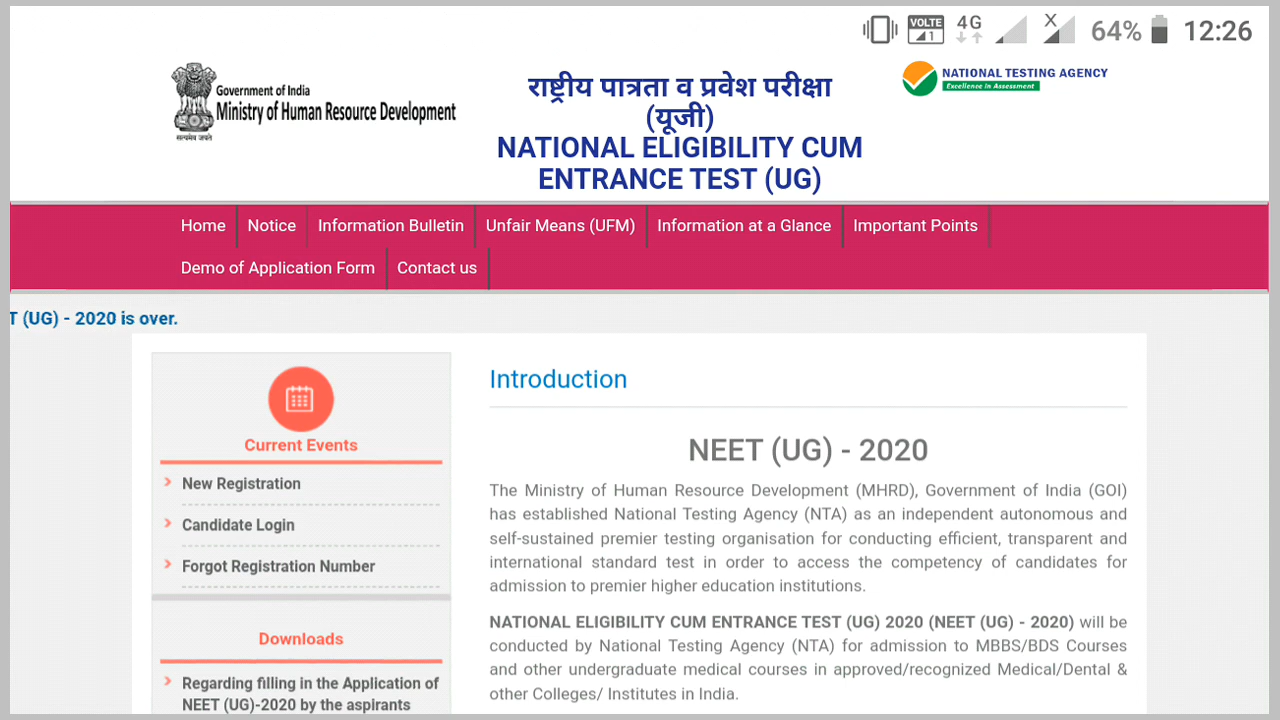 VOLTE
1
4G
X
64%
12:26
Government of India
Ministry of Human Resource Development
सत्यमेव जयते
राष्ट्रीय पात्रता व प्रवेश परीक्षा
(यूजी)
NATIONAL ELIGIBILITY CUM
ENTRANCE TEST (UG)
NATIONAL TESTING AGENCY
Excellence in Assessment
Home
Notice
Information Bulletin
Unfair Means (UFM)
Information at a Glance
Important Points
Demo of Application Form
Contact us
T (UG) - 2020 is over.
Current Events
New Registration
Candidate Login
Forgot Registration Number
Downloads
Regarding filling in the Application of
NEET (UG)-2020 by the aspirants
Introduction
NEET (UG) - 2020
The Ministry of Human Resource Development (MHRD), Government of India (GOI)
has established National Testing Agency (NTA) as an independent autonomous and
self-sustained premier testing organisation for conducting efficient, transparent and
international standard test in order to access the competency of candidates for
admission to premier higher education institutions.
NATIONAL ELIGIBILITY CUM ENTRANCE TEST (UG) 2020 (NEET (UG) - 2020) will be
conducted by National Testing Agency (NTA) for admission to MBBS/BDS Courses
and other undergraduate medical courses in approved/recognized Medical/Dental &
other Colleges/ Institutes in India.